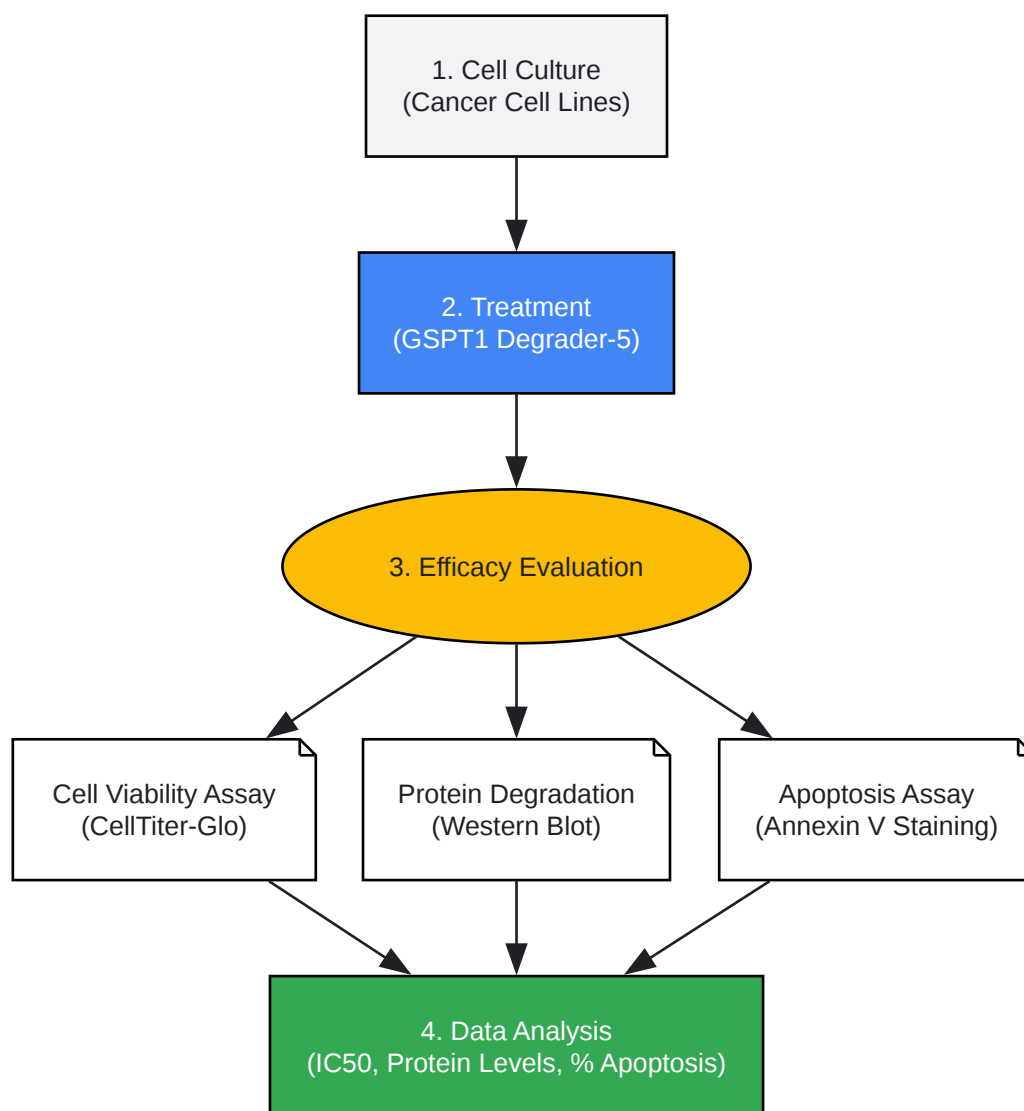 1. Cell Culture
(Cancer Cell Lines)
2. Treatment
(GSPT1 Degrader-5)
3. Efficacy Evaluation
Cell Viability Assay
(CellTiter-Glo)
Protein Degradation
(Western Blot)
Apoptosis Assay
(Annexin V Staining)
4. Data Analysis
(IC50, Protein Levels, % Apoptosis)